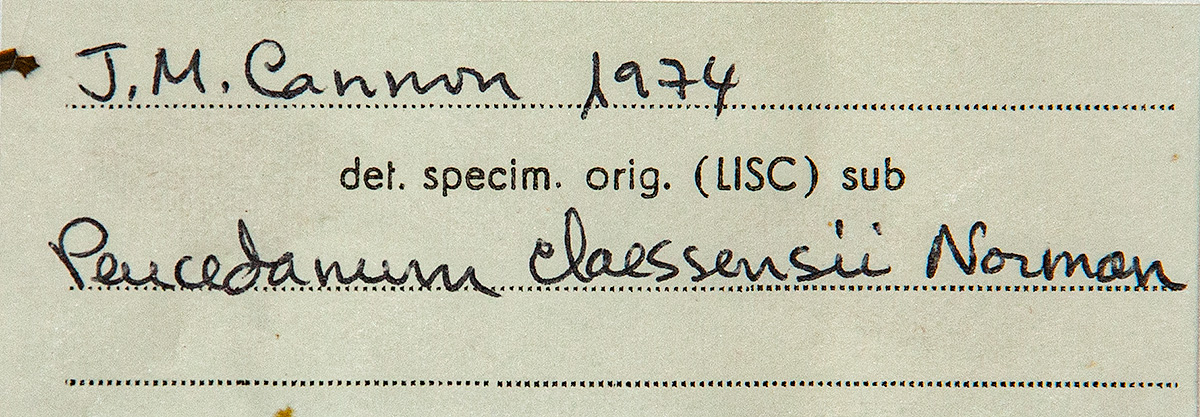 J.M. Cannon 1974
det. specim. orig. (LISC) sub
Peucedanum claessensii Norman